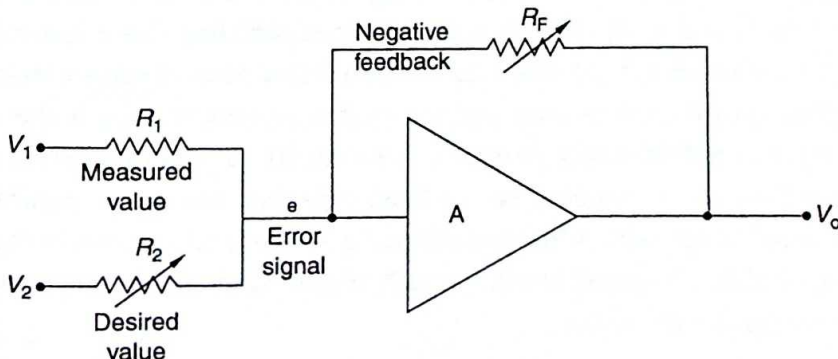 Negative
feedback
R_F
V_1
R_1
Measured
value
e
Error
signal
A
V_o
R_2
V_2
Desired
value